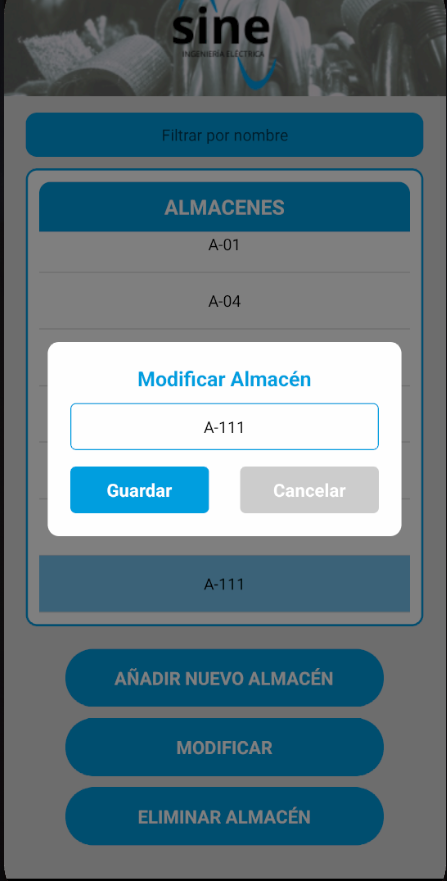 sine
INGENIERÍA ELÉCTRICA
Filtrar por nombre
ALMACENES
A-01
A-04
Modificar Almacén
A-111
Guardar
Cancelar
A-111
AÑADIR NUEVO ALMACÉN
MODIFICAR
ELIMINAR ALMACÉN